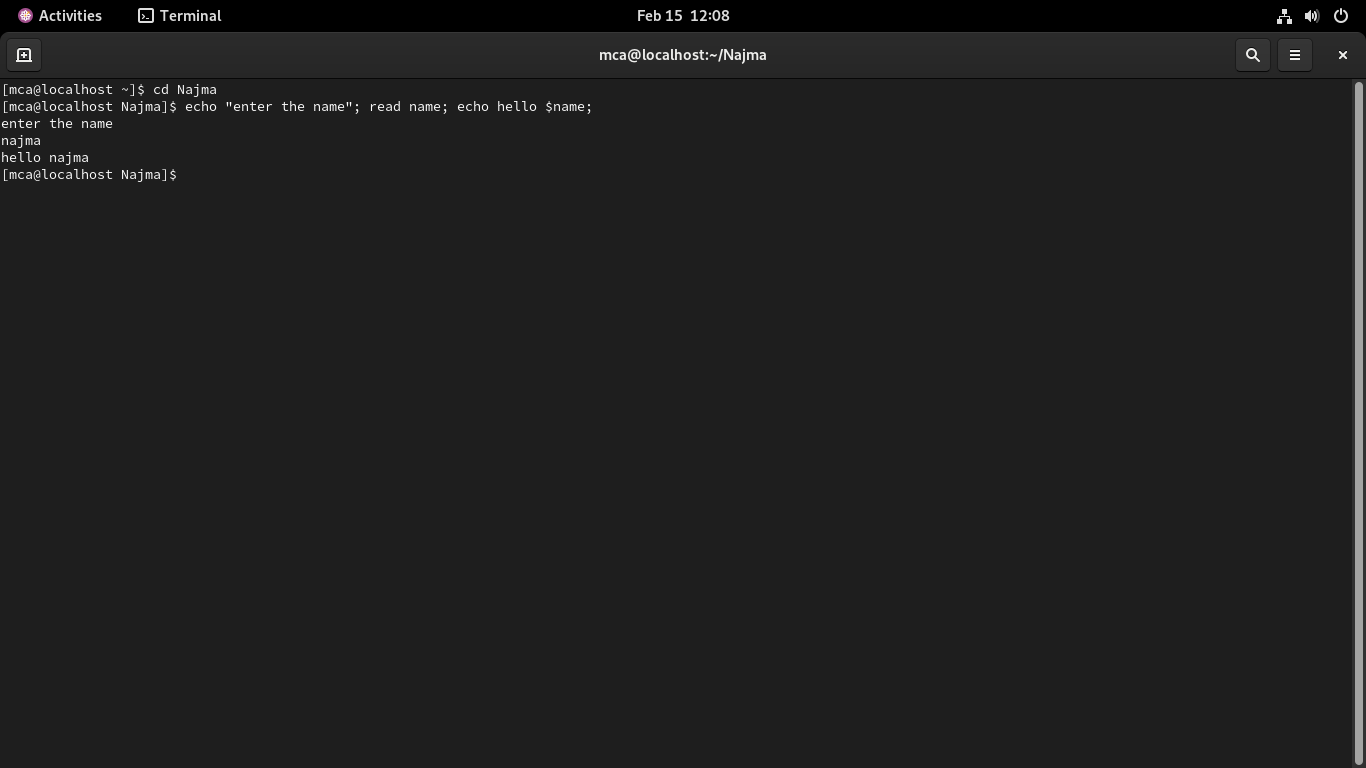 Activities Terminal Feb 15 12:08
mca@localhost:~/Najma
[mca@localhost ~]$ cd Najma
[mca@localhost Najma]$ echo "enter the name"; read name; echo hello $name;
enter the name
najma
hello najma
[mca@localhost Najma]$